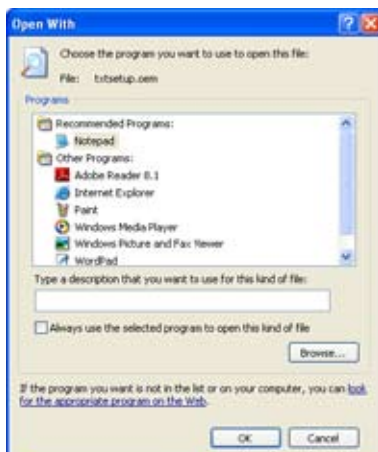 Open With
Choose the program you want to use to open this file:
File: txtsetup.oem
Programs
Recommended Programs:
Notepad
Other Programs:
Adobe Reader 8.1
Internet Explorer
Paint
Windows Media Player
Windows Picture and Fax Viewer
WordPad
Type a description that you want to use for this kind of file:
Always use the selected program to open this kind of file
Browse...
If the program you want is not in the list or on your computer, you can look
for the appropriate program on the Web.
OK
Cancel